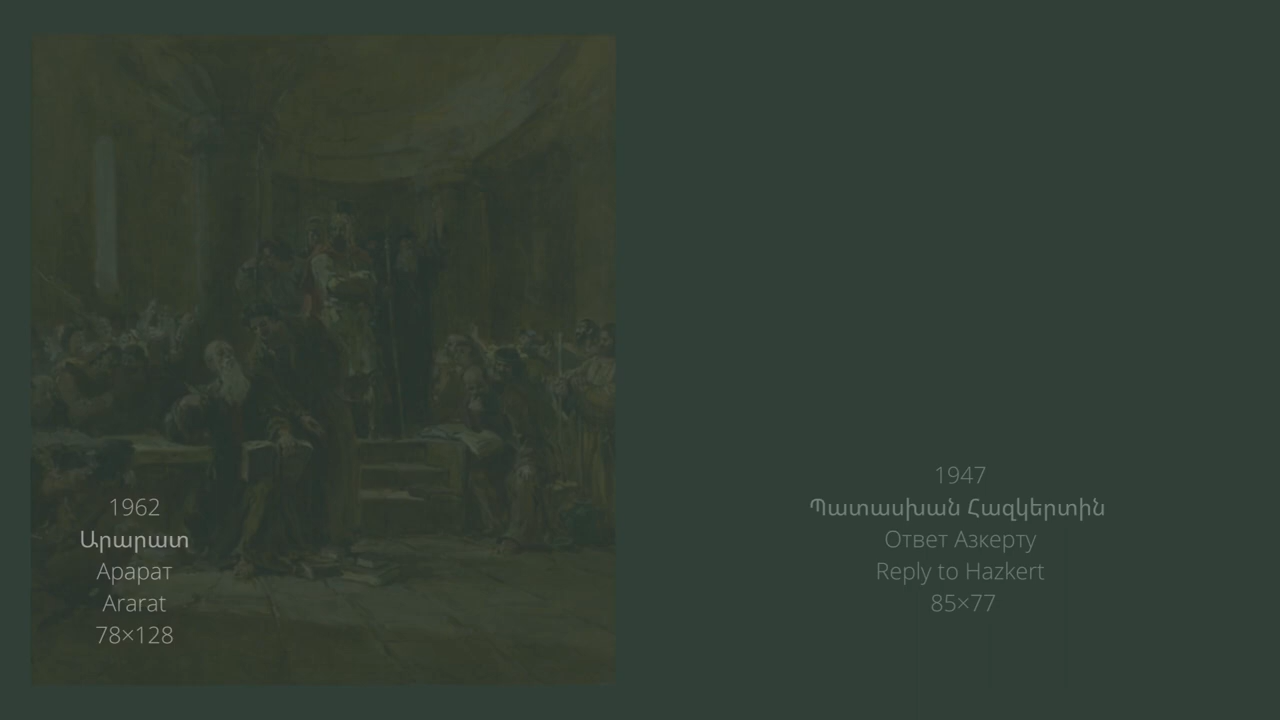 1962
Արարատ
Арарат
Ararat
78×128
1947
Պատասխան Հազկերտին
Ответ Азкерту
Reply to Hazkert
85×77